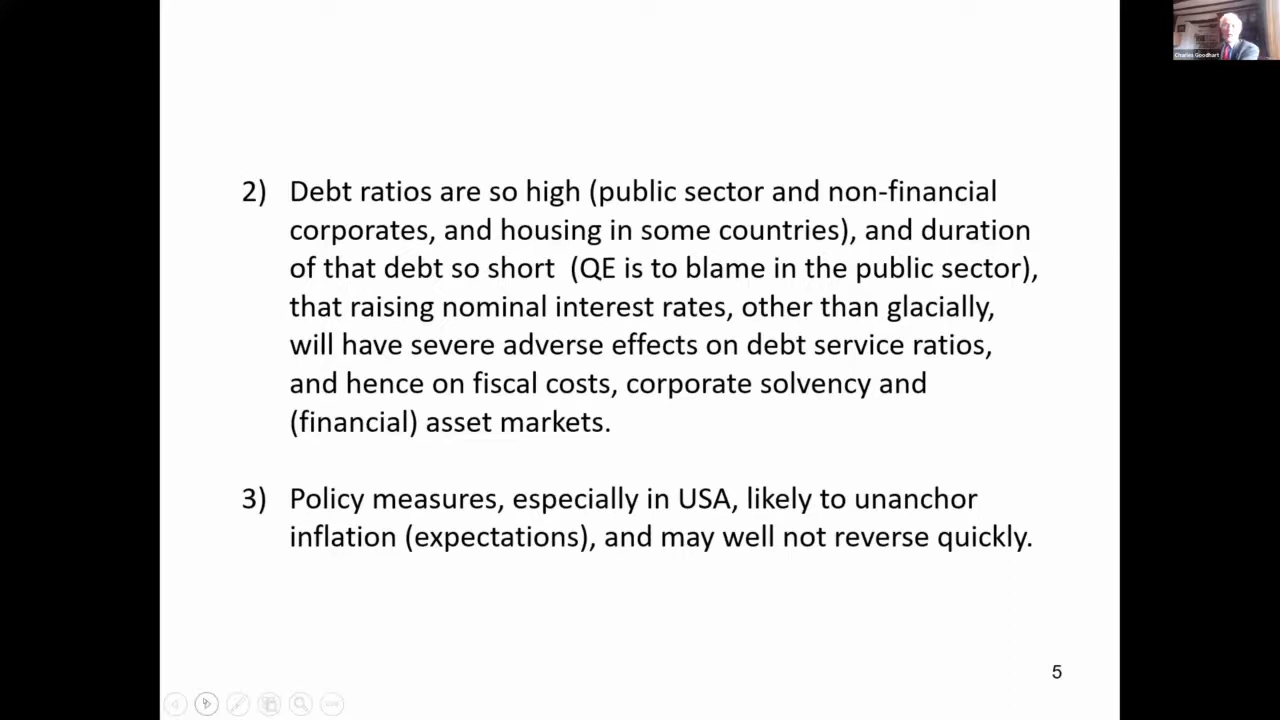 Charles Goodhart
2) Debt ratios are so high (public sector and non-financial
corporates, and housing in some countries), and duration
of that debt so short (QE is to blame in the public sector),
that raising nominal interest rates, other than glacially,
will have severe adverse effects on debt service ratios,
and hence on fiscal costs, corporate solvency and
(financial) asset markets.
3) Policy measures, especially in USA, likely to unanchor
inflation (expectations), and may well not reverse quickly.
5